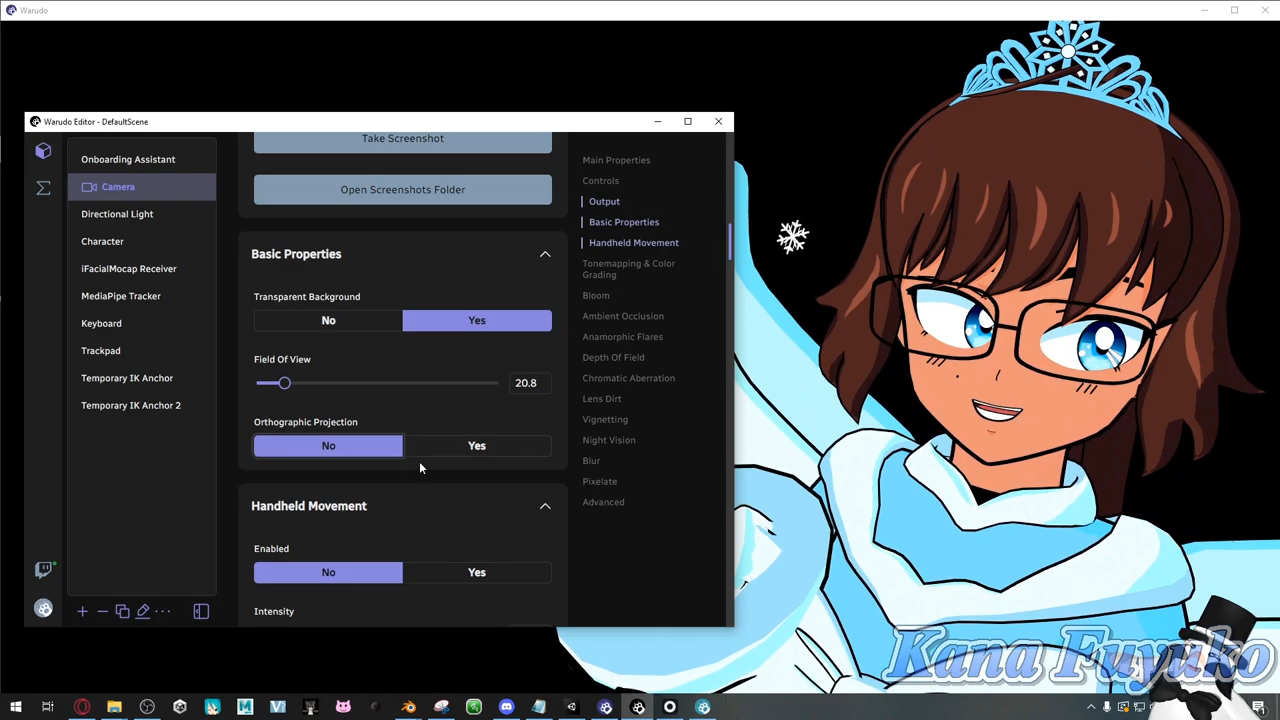 Warudo
Warudo Editor - DefaultScene
Onboarding Assistant
Camera
Directional Light
Character
iFacialMocap Receiver
MediaPipe Tracker
Keyboard
Trackpad
Temporary IK Anchor
Temporary IK Anchor 2
Take Screenshot
Open Screenshots Folder
Basic Properties
Transparent Background
No
Yes
Field Of View
20.8
Orthographic Projection
No
Yes
Handheld Movement
Enabled
No
Yes
Intensity
Main Properties
Controls
Output
Basic Properties
Handheld Movement
Tonemapping & Color
Grading
Bloom
Ambient Occlusion
Anamorphic Flares
Depth Of Field
Chromatic Aberration
Lens Dirt
Vignetting
Night Vision
Blur
Pixelate
Advanced
Kana Fuyuko